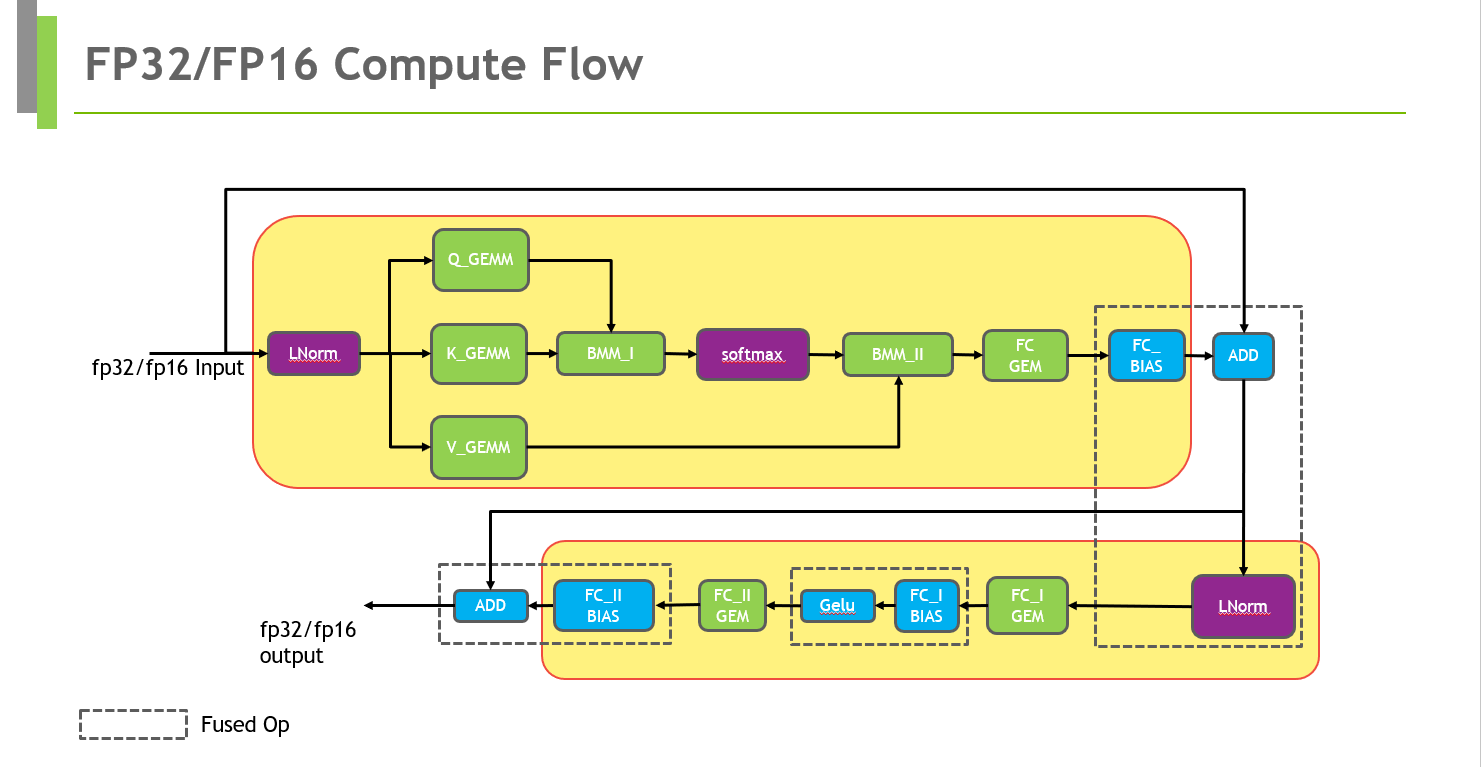 FP32/FP16 Compute Flow
Q_GEMM
fp32/fp16 Input
LNorm
K_GEMM
BMM_I
softmax
BMM_II
FC
GEM
FC_
BIAS
ADD
V_GEMM
ADD
FC_II
BIAS
FC_II
GEM
Gelu
FC_I
BIAS
FC_I
GEM
LNorm
fp32/fp16
output
Fused Op